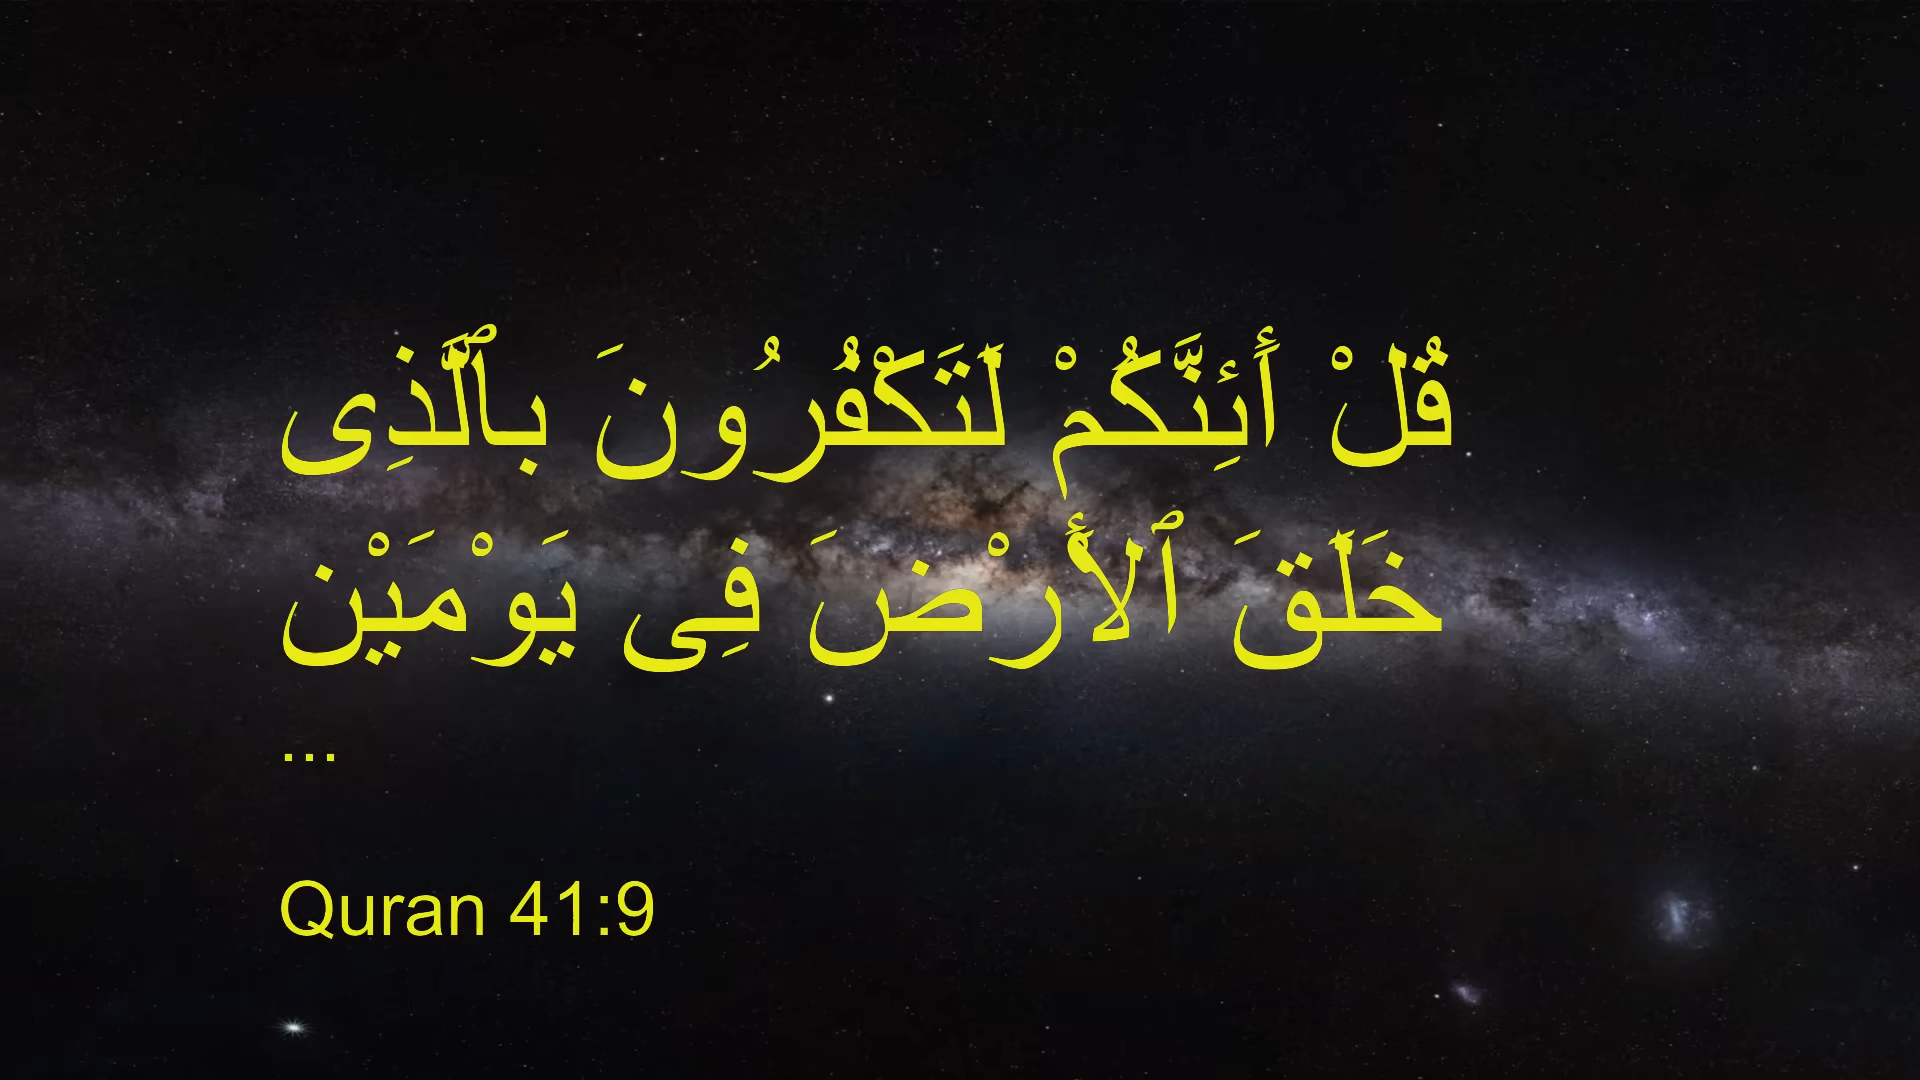 قُلْ أَئِنَّكُمْ لَتَكْفُرُونَ بِٱلَّذِى
خَلَقَ ٱلْأَرْضَ فِى يَوْمَيْنِ
...
Quran 41:9